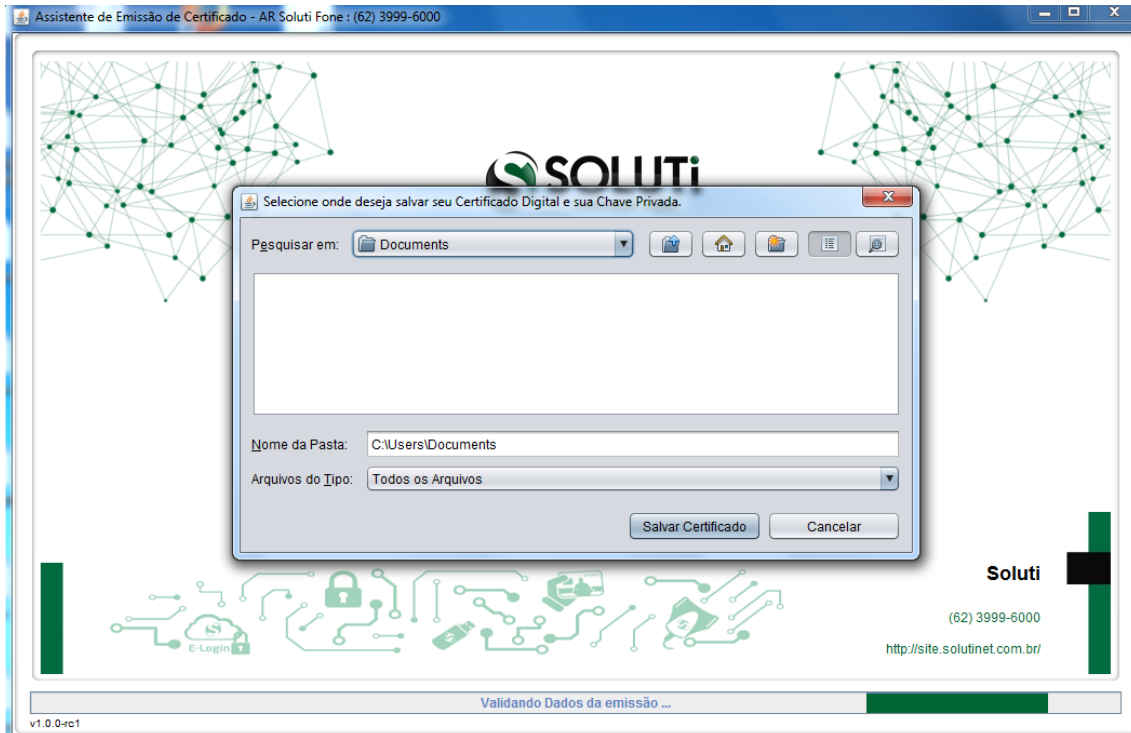 Assistente de Emissão de Certificado - AR Soluti Fone : (62) 3999-6000
SOLUTi
Selecione onde deseja salvar seu Certificado Digital e sua Chave Privada.
Pesquisar em: Documents
Nome da Pasta: C:\Users\Documents
Arquivos do Tipo: Todos os Arquivos
Salvar Certificado Cancelar
Soluti
(62) 3999-6000
E-Login
http://site.solutinet.com.br/
Validando Dados da emissão ...
v1.0.0-rc1